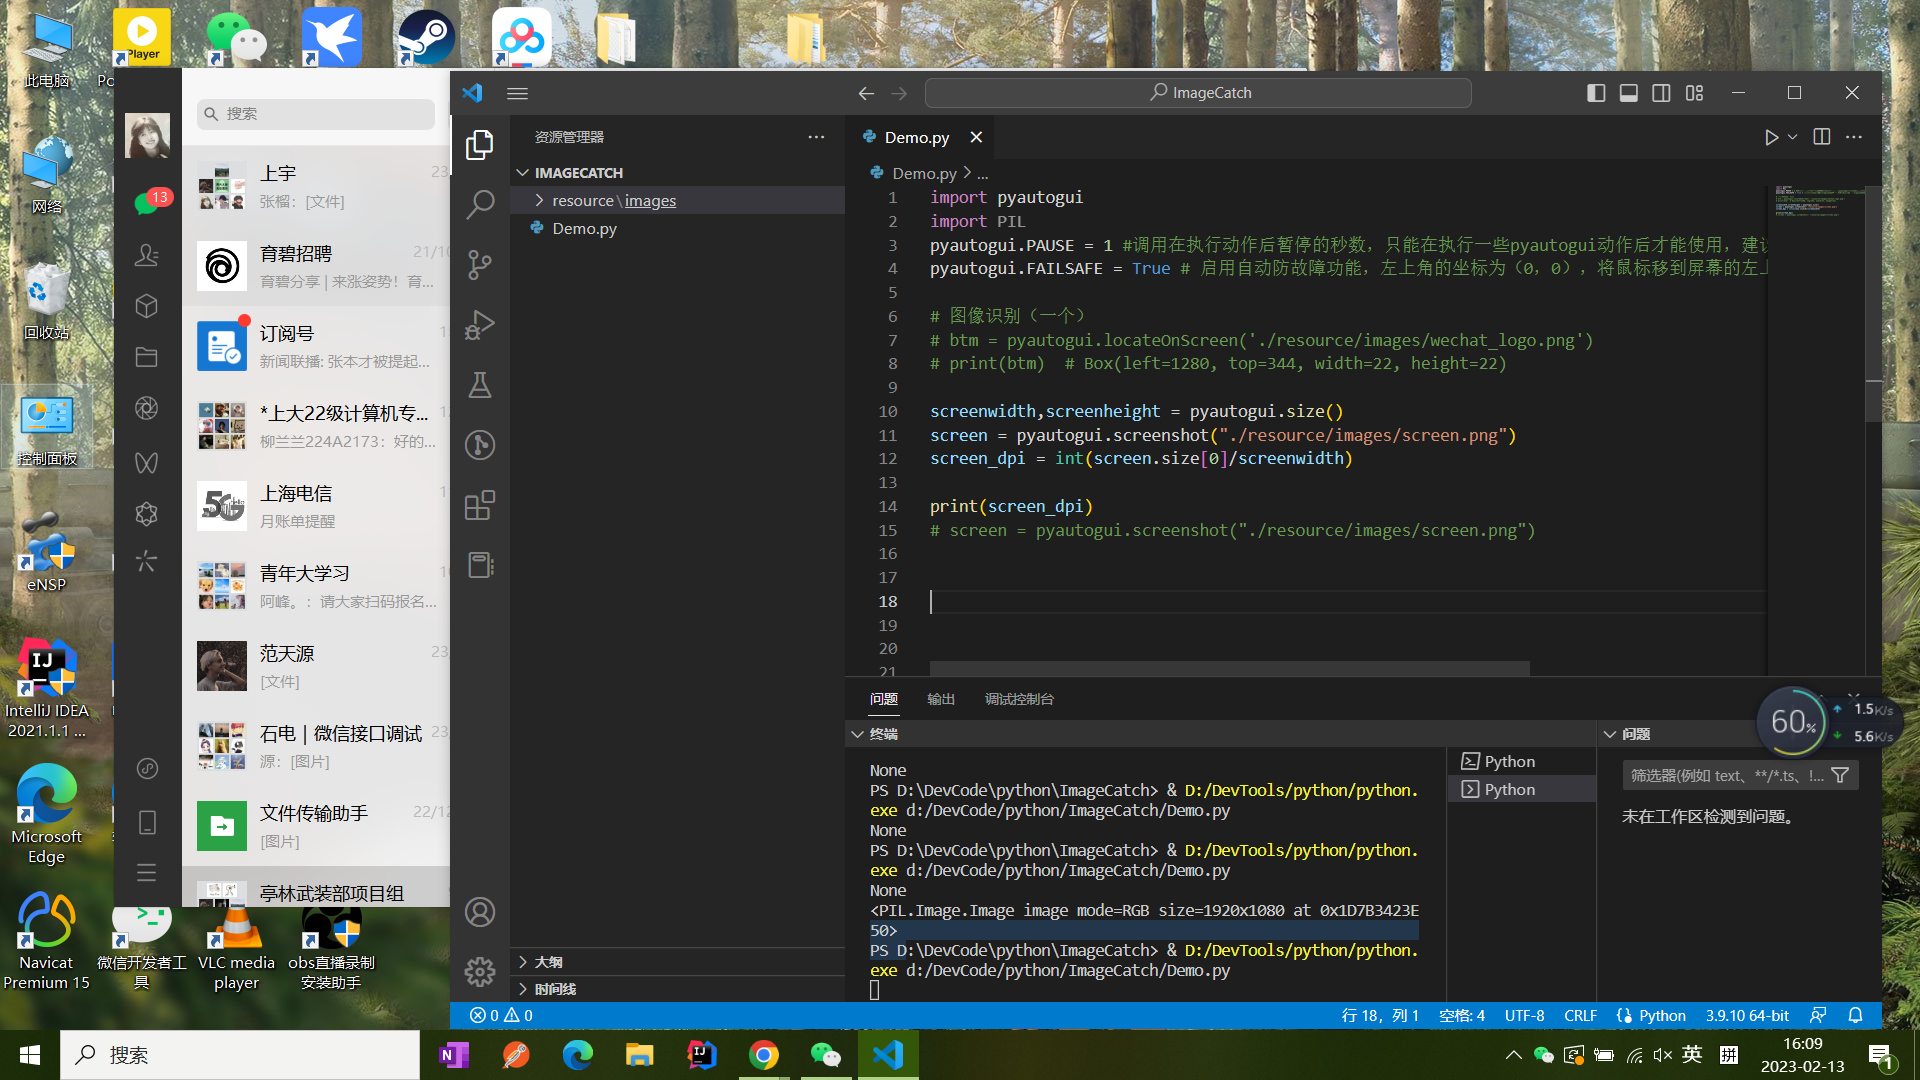 此电脑
Player
Po
网络
回收站
控制面板
eNSP
IntelliJ IDEA
2021.1.1 ...
Microsoft
Edge
Navicat
Premium 15
微信开发者工
具
VLC media
player
obs直播录制
安装助手
搜索
13
上宇
23
张榴：[文件]
育碧招聘
21/10
育碧分享 | 来涨姿势！育...
订阅号
新闻联播: 张本才被提起...
*上大22级计算机专...
柳兰兰224A2173：好的...
上海电信
月账单提醒
5G Hello
青年大学习
阿峰。：请大家扫码报名...
范天源
23
[文件]
石电 | 微信接口调试
23
源：[图片]
文件传输助手
22/12
[图片]
亭林武装部项目组
ImageCatch
资源管理器
IMAGECATCH
resource\images
Demo.py
大纲
时间线
Demo.py
Demo.py > ...
1 import pyautogui
2 import PIL
3 pyautogui.PAUSE = 1 #调用在执行动作后暂停的秒数，只能在执行一些pyautogui动作后才能使用，建议
4 pyautogui.FAILSAFE = True # 启用自动防故障功能，左上角的坐标为（0，0），将鼠标移到屏幕的左上
5
6 # 图像识别（一个）
7 # btm = pyautogui.locateOnScreen('./resource/images/wechat_logo.png')
8 # print(btm)  # Box(left=1280, top=344, width=22, height=22)
9
10 screenwidth,screenheight = pyautogui.size()
11 screen = pyautogui.screenshot("./resource/images/screen.png")
12 screen_dpi = int(screen.size[0]/screenwidth)
13
14 print(screen_dpi)
15 # screen = pyautogui.screenshot("./resource/images/screen.png")
16
17
18
19
20
21
问题
输出
调试控制台
60%
1.5K/s
5.6K/s
终端
None
PS D:\DevCode\python\ImageCatch> & D:/DevTools/python/python.
exe d:/DevCode/python/ImageCatch/Demo.py
None
PS D:\DevCode\python\ImageCatch> & D:/DevTools/python/python.
exe d:/DevCode/python/ImageCatch/Demo.py
None
<PIL.Image.Image image mode=RGB size=1920x1080 at 0x1D7B3423E
50>
PS D:\DevCode\python\ImageCatch> & D:/DevTools/python/python.
exe d:/DevCode/python/ImageCatch/Demo.py
Python
Python
问题
筛选器(例如 text、**/*.ts、!...
未在工作区检测到问题。
0 0
行 18，列 1
空格: 4
UTF-8
CRLF
Python
3.9.10 64-bit
搜索
英
拼
16:09
2023-02-13
1